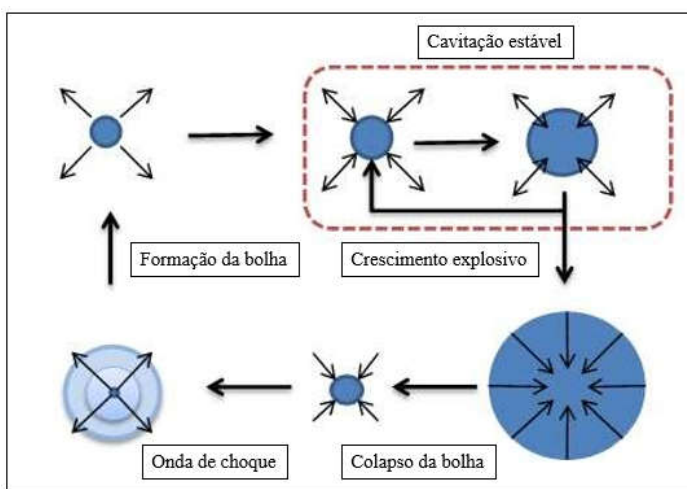 Cavitação estável
Formação da bolha
Crescimento explosivo
Onda de choque
Colapso da bolha